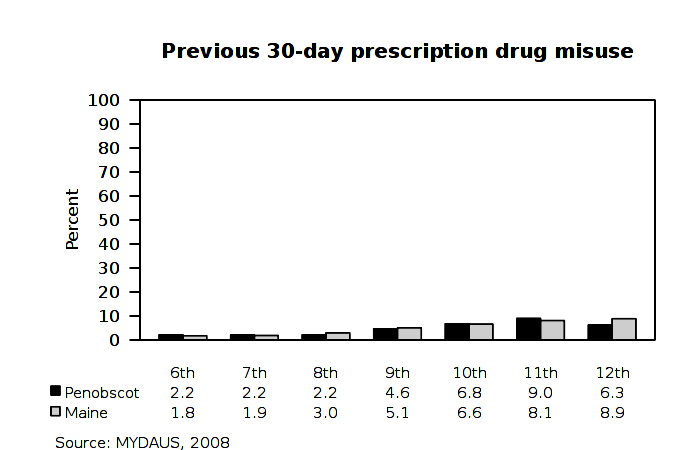 Previous 30-day prescription drug misuse
100
90
80
70
60
50
40
30
20
10
0
Percent
6th 7th 8th 9th 10th 11th 12th
Penobscot 2.2 2.2 2.2 4.6 6.8 9.0 6.3
Maine 1.8 1.9 3.0 5.1 6.6 8.1 8.9
Source: MYDAUS, 2008